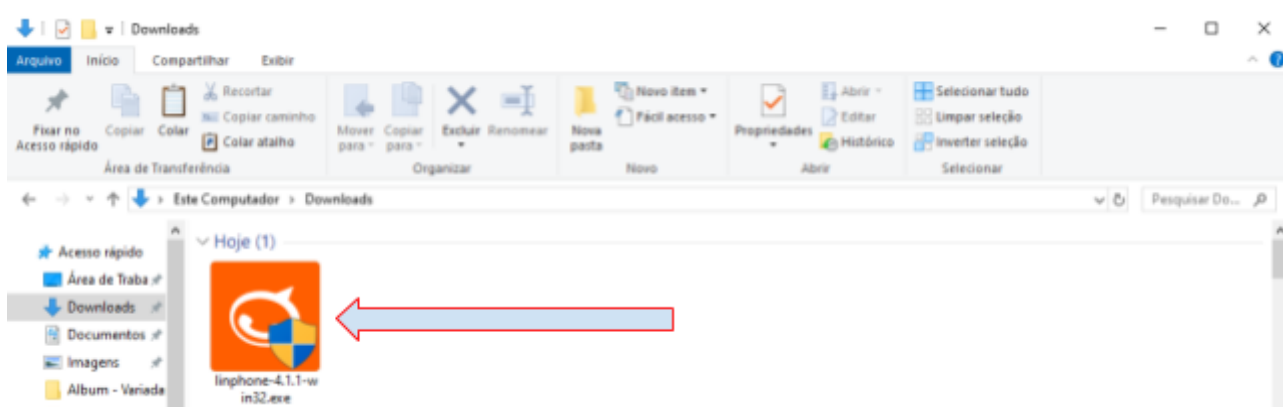 Downloads
Arquivo Início Compartilhar Exibir
Fixar no
Acesso rápido
Copiar
Colar
Recortar
Copiar caminho
Colar atalho
Área de Transferência
Mover
para
Copiar
para
Excluir
Renomear
Organizar
Nova
pasta
Novo item
Fácil acesso
Novo
Propriedades
Abrir
Editar
Histórico
Abrir
Selecionar tudo
Limpar seleção
Inverter seleção
Selecionar
Este Computador > Downloads
Pesquisar Do...
Acesso rápido
Área de Traba
Downloads
Documentos
Imagens
Album - Variada
Hoje (1)
linphone-4.1.1-w
in32.exe